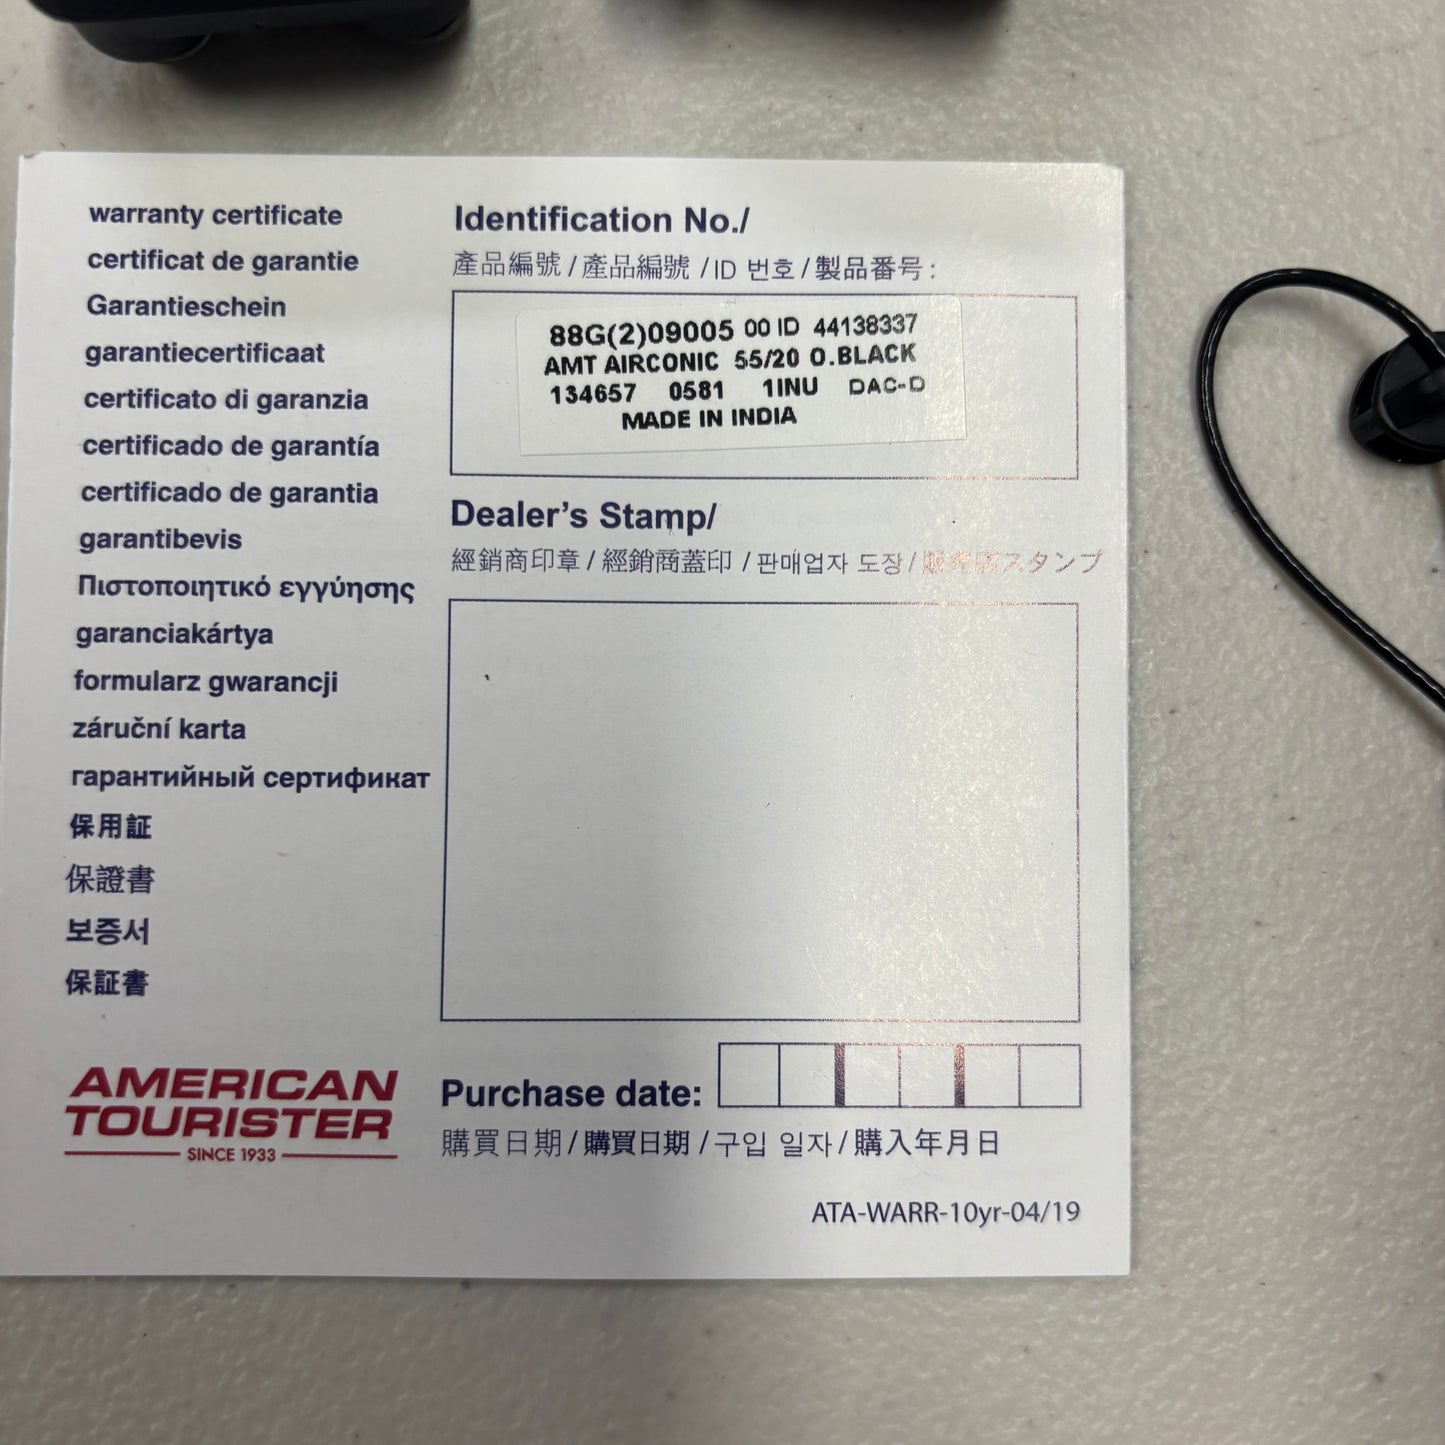 warranty certificate
certificat de garantie
Garantieschein
garantiecertificaat
certificato di garanzia
certificado de garantía
certificado de garantia
garantibevis
Πιστοποιητικό εγγύησης
garanciakártya
formularz gwarancji
záruční karta
гарантийный сертификат
保用証
保證書
보증서
保証書
AMERICAN
TOURISTER
SINCE 1933
Identification No./
產品編號 / 產品編號 / ID 번호 / 製品番号 :
88G(2)09005 00 ID 44138337
AMT AIRCONIC 55/20 O.BLACK
134657 0581 1INU DAC-D
MADE IN INDIA
Dealer's Stamp/
經銷商印章 / 經銷商蓋印 / 판매업자 도장 / 販売店スタンプ
Purchase date:
購買日期 / 購買日期 / 구입 일자 / 購入年月日
ATA-WARR-10yr-04/19